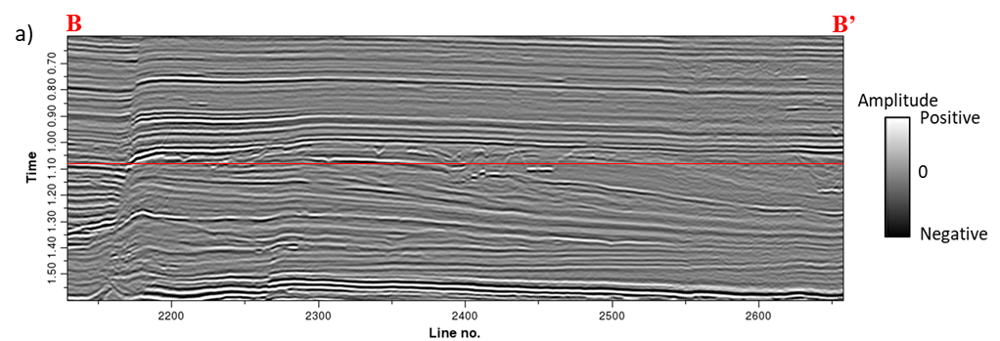 B B’
a)
Amplitude
Positive
0
Negative
Time
0.70
0.80
0.90
1.00
1.10
1.20
1.30
1.40
1.50
2200 2300 2400 2500 2600
Line no.